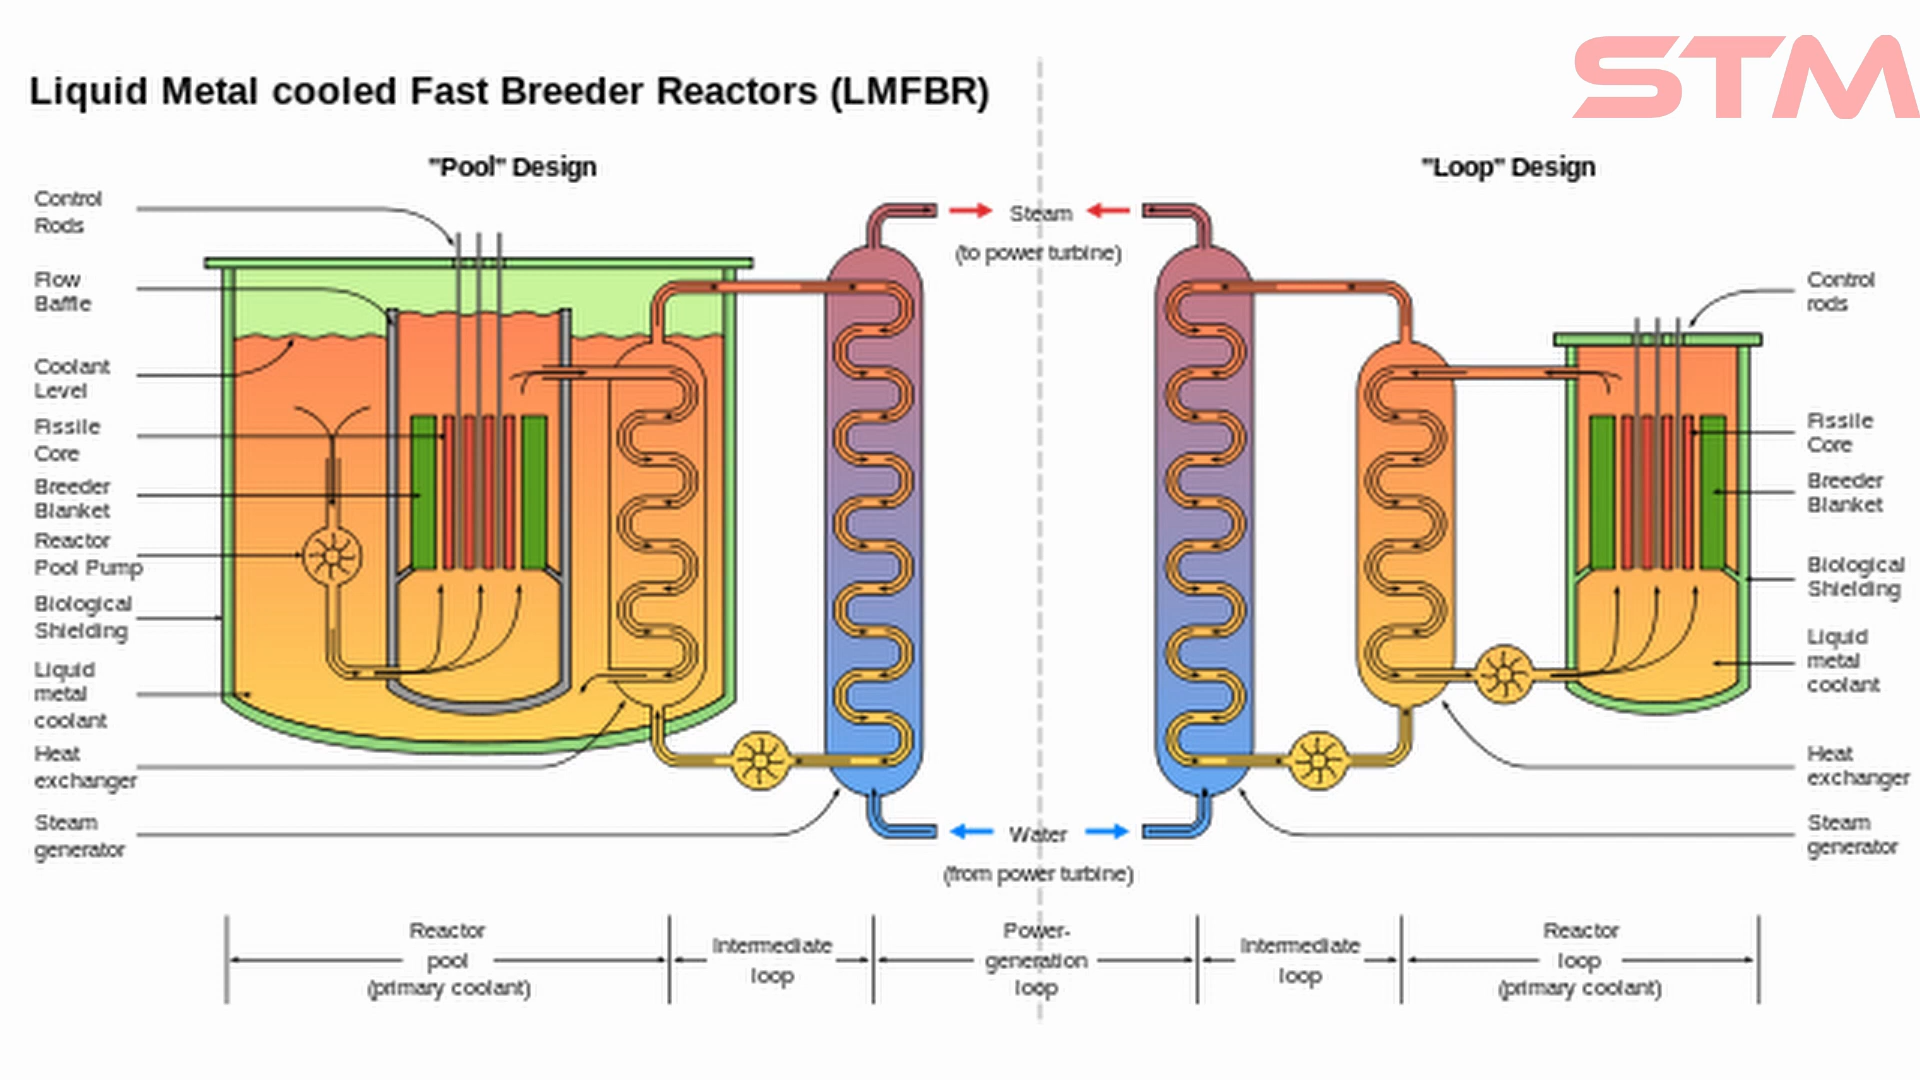 STM
Liquid Metal cooled Fast Breeder Reactors (LMFBR)
"Pool" Design
"Loop" Design
Control
Rods
Flow
Baffle
Coolant
Level
Fissile
Core
Breeder
Blanket
Reactor
Pool Pump
Biological
Shielding
Liquid
metal
coolant
Heat
exchanger
Steam
generator
Steam
(to power turbine)
Water
(from power turbine)
Control
rods
Fissile
Core
Breeder
Blanket
Biological
Shielding
Liquid
metal
coolant
Heat
exchanger
Steam
generator
Reactor
pool
(primary coolant)
Intermediate
loop
Power-
generation
loop
Intermediate
loop
Reactor
loop
(primary coolant)